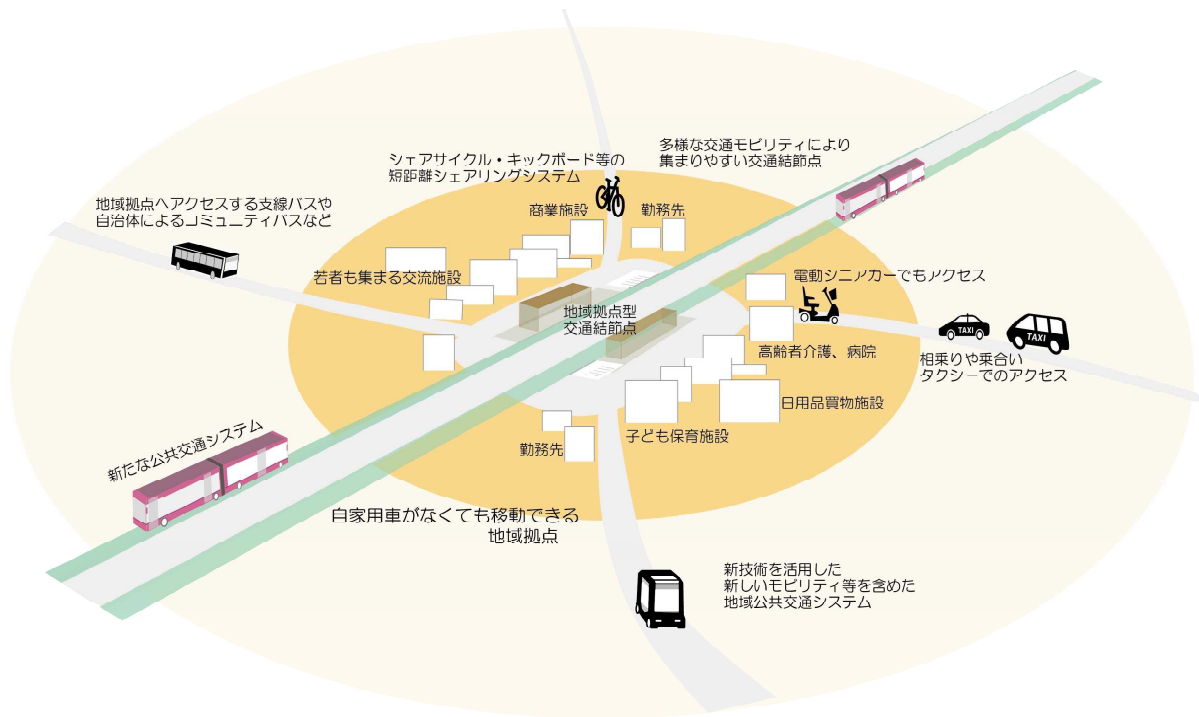 シェアサイクル・キックボード等の
短距離シェアリングシステム
多様な交通モビリティにより
集まりやすい交通結節点
地域拠点へアクセスする支線バスや
自治体によるコミュニティバスなど
商業施設
勤務先
若者も集まる交流施設
電動シニアカーでもアクセス
地域拠点型
交通結節点
高齢者介護、病院
TAXI
TAXI
相乗りや乗合い
タクシーでのアクセス
日用品買物施設
子ども保育施設
勤務先
新たな公共交通システム
自家用車がなくても移動できる
地域拠点
新技術を活用した
新しいモビリティ等を含めた
地域公共交通システム